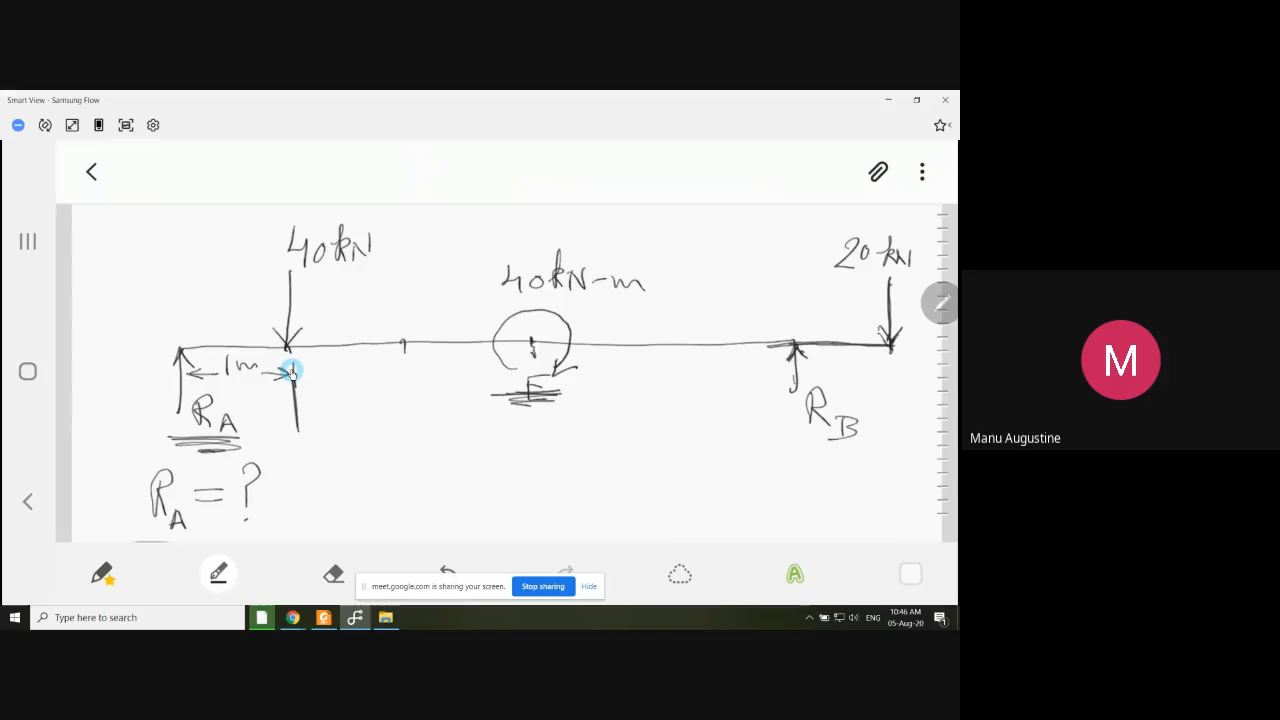 Smart View - Samsung Flow
40kN
40kN-m
20kN
1m
E
RA
RB
RA = ?
M
Manu Augustine
meet.google.com is sharing your screen.
Stop sharing
Hide
Type here to search
ENG
10:46 AM
05-Aug-20
1